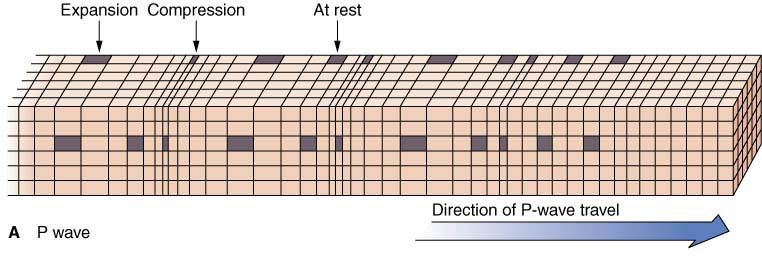 Expansion Compression At rest
Direction of P-wave travel
A P wave